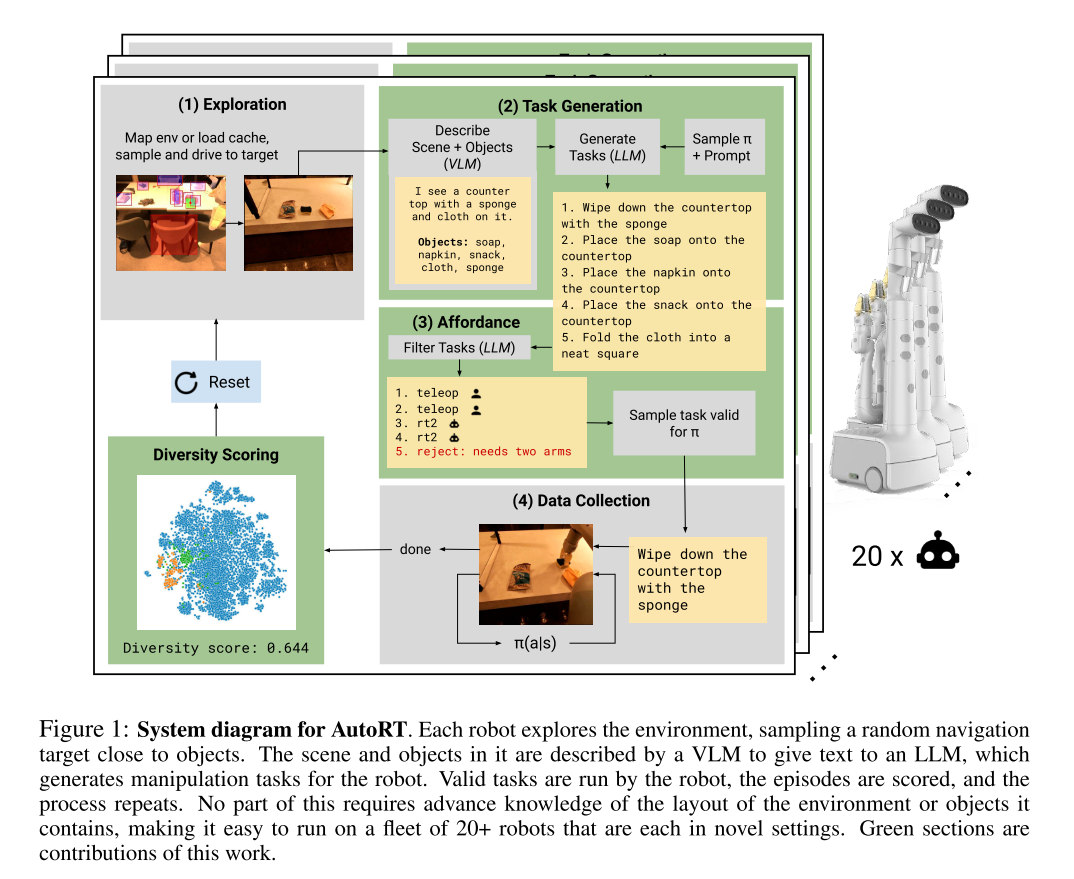 (1) Exploration
Map env or load cache,
sample and drive to target
(2) Task Generation
Describe
Scene + Objects
(VLM)
I see a counter
top with a sponge
and cloth on it.
Objects: soap,
napkin, snack,
cloth, sponge
Generate
Tasks (LLM)
Sample π
+ Prompt
1. Wipe down the countertop
with the sponge
2. Place the soap onto the
countertop
3. Place the napkin onto
the countertop
4. Place the snack onto the
countertop
5. Fold the cloth into a
neat square
(3) Affordance
Filter Tasks (LLM)
1. teleop
2. teleop
3. rt2
4. rt2
5. reject: needs two arms
Sample task valid
for π
(4) Data Collection
Wipe down the
countertop
with the
sponge
π(a|s)
done
Diversity Scoring
Diversity score: 0.644
Reset
20 x
Figure 1: System diagram for AutoRT. Each robot explores the environment, sampling a random navigation
target close to objects. The scene and objects in it are described by a VLM to give text to an LLM, which
generates manipulation tasks for the robot. Valid tasks are run by the robot, the episodes are scored, and the
process repeats. No part of this requires advance knowledge of the layout of the environment or objects it
contains, making it easy to run on a fleet of 20+ robots that are each in novel settings. Green sections are
contributions of this work.